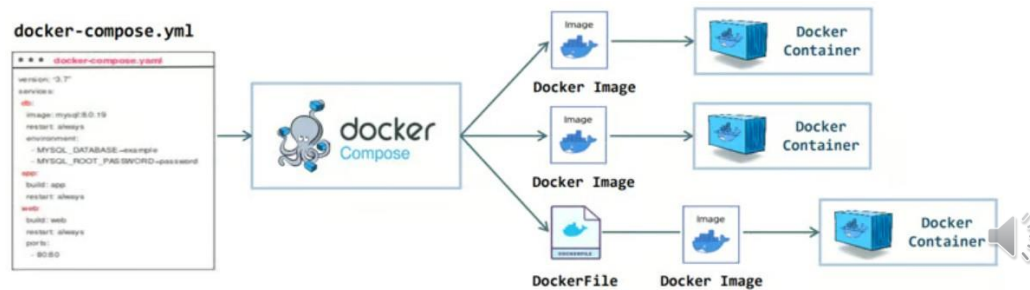 docker-compose.yml
docker-compose.yaml
version: "3.7"
services:
db:
image: mysql:8.0.19
restart: always
environment:
- MYSQL_DATABASE=example
- MYSQL_ROOT_PASSWORD=password
app:
build: app
restart: always
web:
build: web
restart: always
ports:
- 80:80
docker
Compose
Image
Docker Image
Docker
Container
Image
Docker Image
Docker
Container
DOCKERFILE
DockerFile
Image
Docker Image
Docker
Container